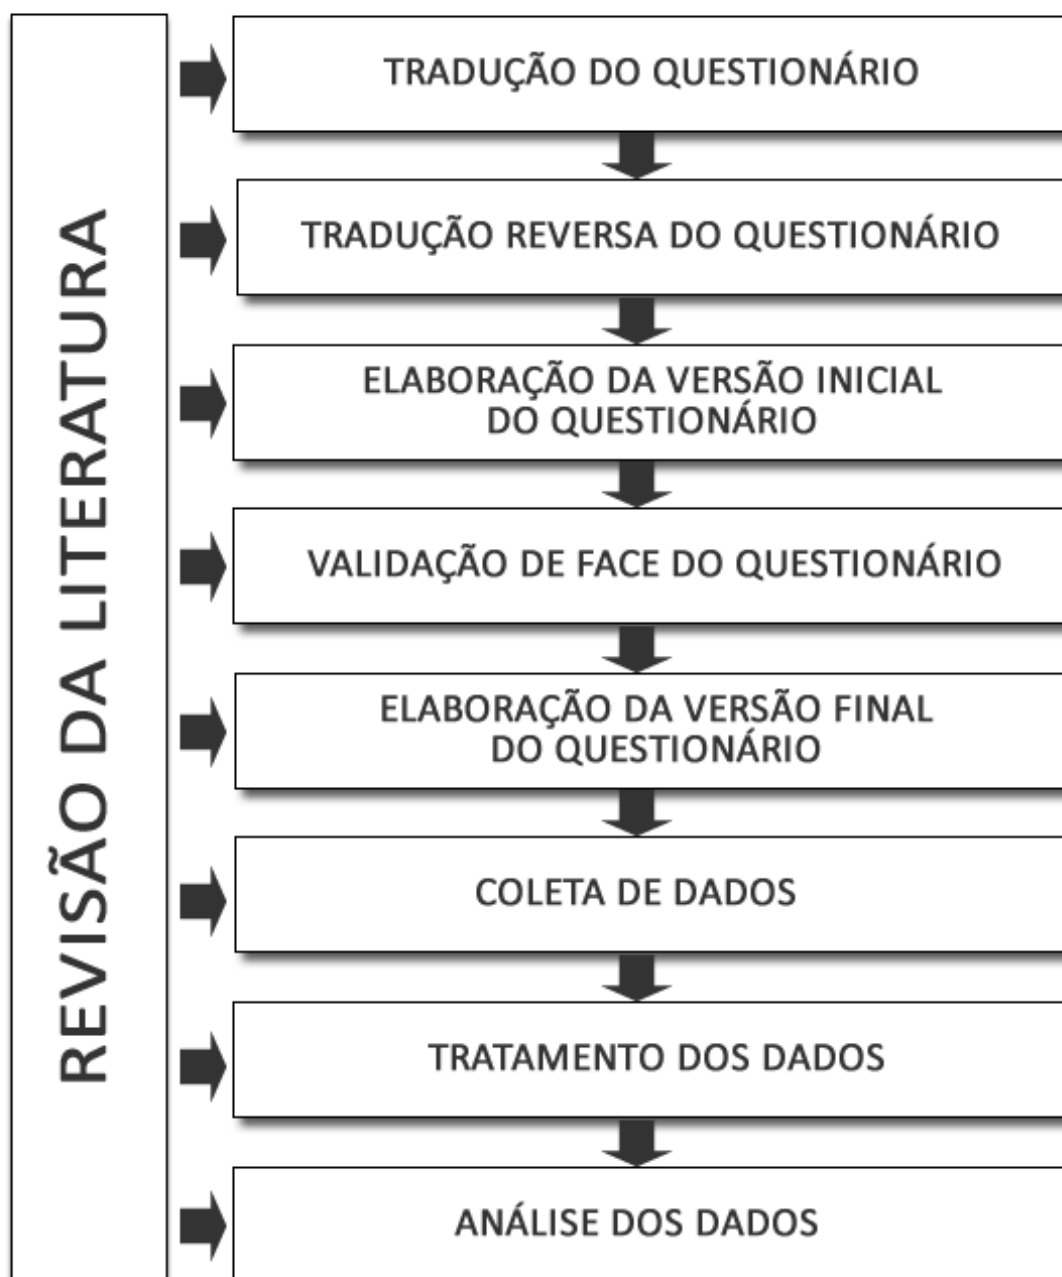 REVISÃO DA LITERATURA
TRADUÇÃO DO QUESTIONÁRIO
TRADUÇÃO REVERSA DO QUESTIONÁRIO
ELABORAÇÃO DA VERSÃO INICIAL
DO QUESTIONÁRIO
VALIDAÇÃO DE FACE DO QUESTIONÁRIO
ELABORAÇÃO DA VERSÃO FINAL
DO QUESTIONÁRIO
COLETA DE DADOS
TRATAMENTO DOS DADOS
ANÁLISE DOS DADOS